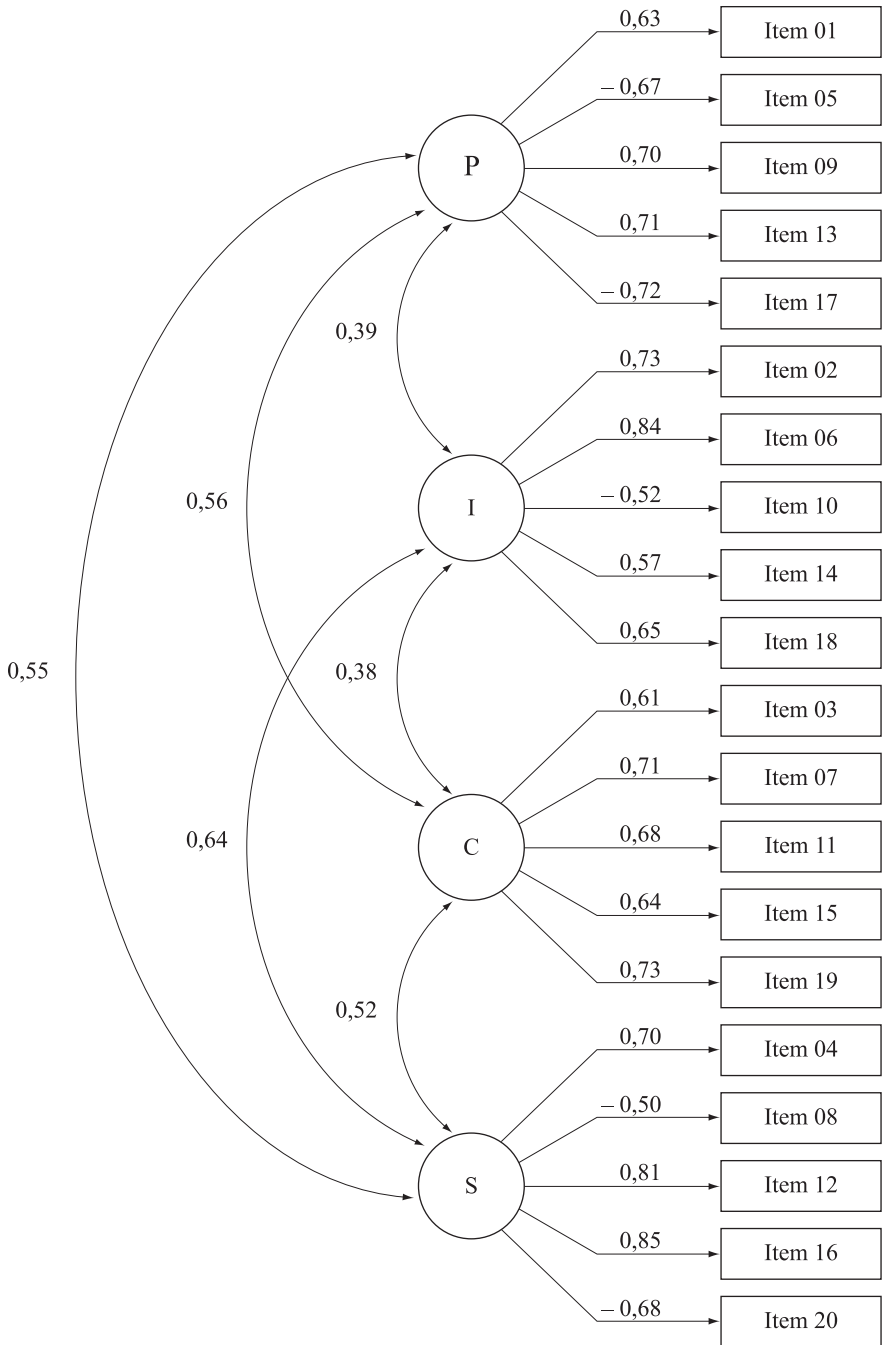 0,63 Item 01
– 0,67 Item 05
P 0,70 Item 09
0,71 Item 13
– 0,72 Item 17
0,39
0,73 Item 02
0,84 Item 06
0,56 I – 0,52 Item 10
0,57 Item 14
0,65 Item 18
0,55 0,38
0,61 Item 03
0,71 Item 07
0,64 C 0,68 Item 11
0,64 Item 15
0,73 Item 19
0,52
0,70 Item 04
– 0,50 Item 08
S 0,81 Item 12
0,85 Item 16
– 0,68 Item 20